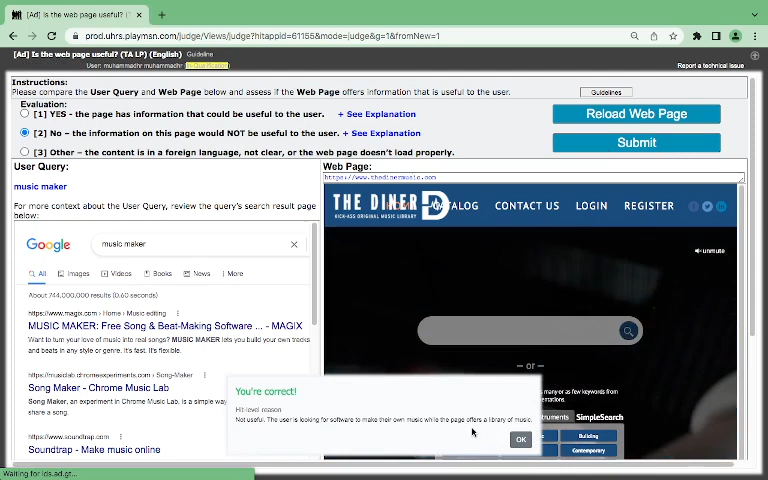 [Ad] Is the web page useful? (TA
prod.uhrs.playmsn.com/judge/Views/judge?hitappid=61155&mode=judge&g=1&fromNew=1
[Ad] Is the web page useful? (TA LP) (English) Guideline
User: muhammadhr muhammadhr (In Qualification)
Report a technical issue
Instructions:
Please compare the User Query and Web Page below and assess if the Web Page offers information that is useful to the user.
Guidelines
Evaluation:
[1] YES - the page has information that could be useful to the user. + See Explanation
[2] No – the information on this page would NOT be useful to the user. + See Explanation
[3] Other – the content is in a foreign language, not clear, or the web page doesn't load properly.
Reload Web Page
Submit
User Query:
music maker
For more context about the User Query, review the query's search result page
below:
Google
music maker
All Images Videos Books News More
About 744,000,000 results (0.60 seconds)
https://www.magix.com › Home › Music editing
MUSIC MAKER: Free Song & Beat-Making Software ... - MAGIX
Want to turn your love of music into real songs? MUSIC MAKER lets you build your own tracks
and beats in any style or genre. It's fast. It's flexible.
https://musiclab.chromeexperiments.com › Song-Maker
Song Maker - Chrome Music Lab
Song Maker, an experiment in Chrome Music Lab, is a simple way
share a song.
https://www.soundtrap.com
Soundtrap - Make music online
Web Page:
https://www.thedinermusic.com
THE DINER D
KICK-ASS ORIGINAL MUSIC LIBRARY
HOME CATALOG CONTACT US LOGIN REGISTER
unmute
— or —
many or as few keywords from
ntations.
struments SimpleSearch
Building
Contemporary
You're correct!
Hit-level reason
Not useful. The user is looking for software to make their own music while the page offers a library of music.
OK
Waiting for ids.ad.gt...